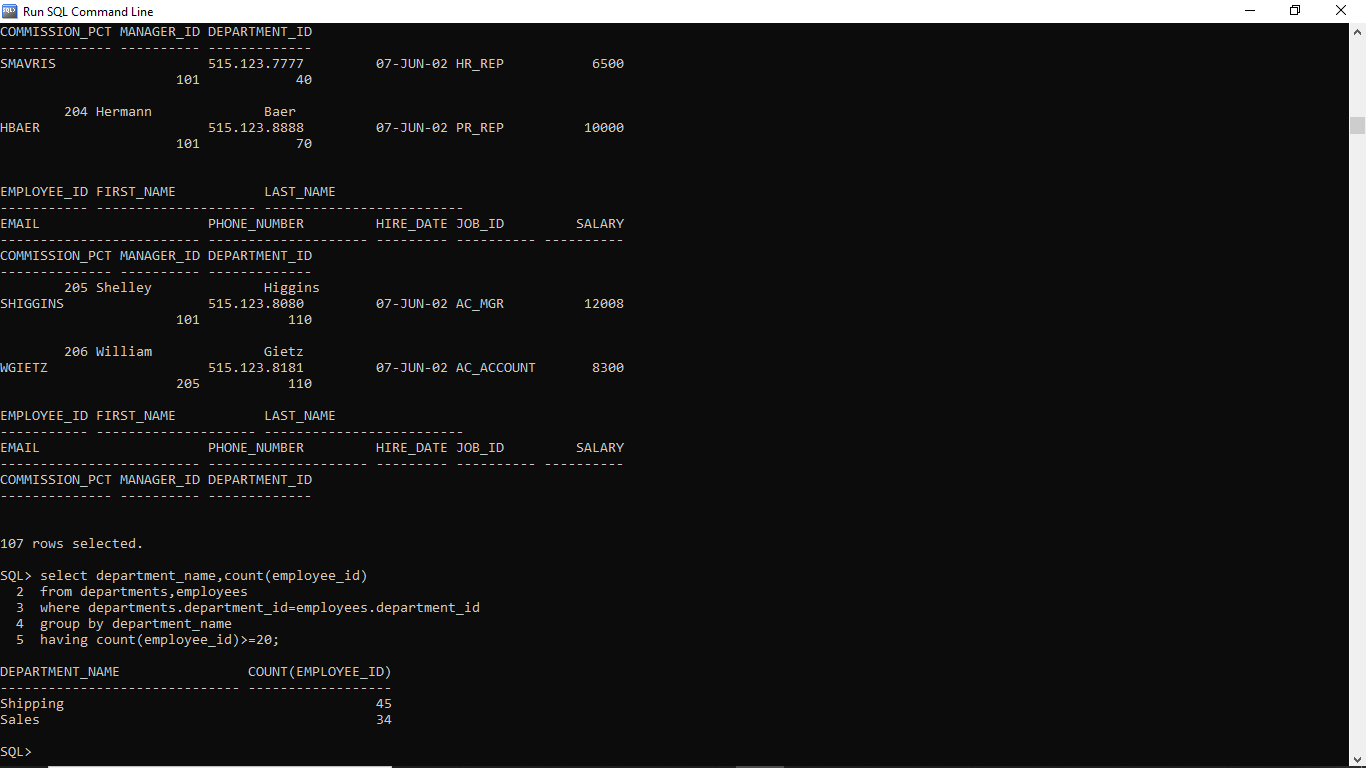 Run SQL Command Line
COMMISSION_PCT MANAGER_ID DEPARTMENT_ID
-------------- ---------- -------------
SMAVRIS                   515.123.7777         07-JUN-02 HR_REP           6500
                      101            40
        204 Hermann              Baer
HBAER                     515.123.8888         07-JUN-02 PR_REP          10000
                      101            70
EMPLOYEE_ID FIRST_NAME           LAST_NAME
----------- -------------------- -------------------------
EMAIL                     PHONE_NUMBER         HIRE_DATE JOB_ID         SALARY
------------------------- -------------------- --------- ---------- ----------
COMMISSION_PCT MANAGER_ID DEPARTMENT_ID
-------------- ---------- -------------
        205 Shelley              Higgins
SHIGGINS                  515.123.8080         07-JUN-02 AC_MGR          12008
                      101           110
        206 William              Gietz
WGIETZ                    515.123.8181         07-JUN-02 AC_ACCOUNT       8300
                      205           110
EMPLOYEE_ID FIRST_NAME           LAST_NAME
----------- -------------------- -------------------------
EMAIL                     PHONE_NUMBER         HIRE_DATE JOB_ID         SALARY
------------------------- -------------------- --------- ---------- ----------
COMMISSION_PCT MANAGER_ID DEPARTMENT_ID
-------------- ---------- -------------
107 rows selected.
SQL> select department_name,count(employee_id)
  2  from departments,employees
  3  where departments.department_id=employees.department_id
  4  group by department_name
  5  having count(employee_id)>=20;
DEPARTMENT_NAME                COUNT(EMPLOYEE_ID)
------------------------------ ------------------
Shipping                                       45
Sales                                          34
SQL>